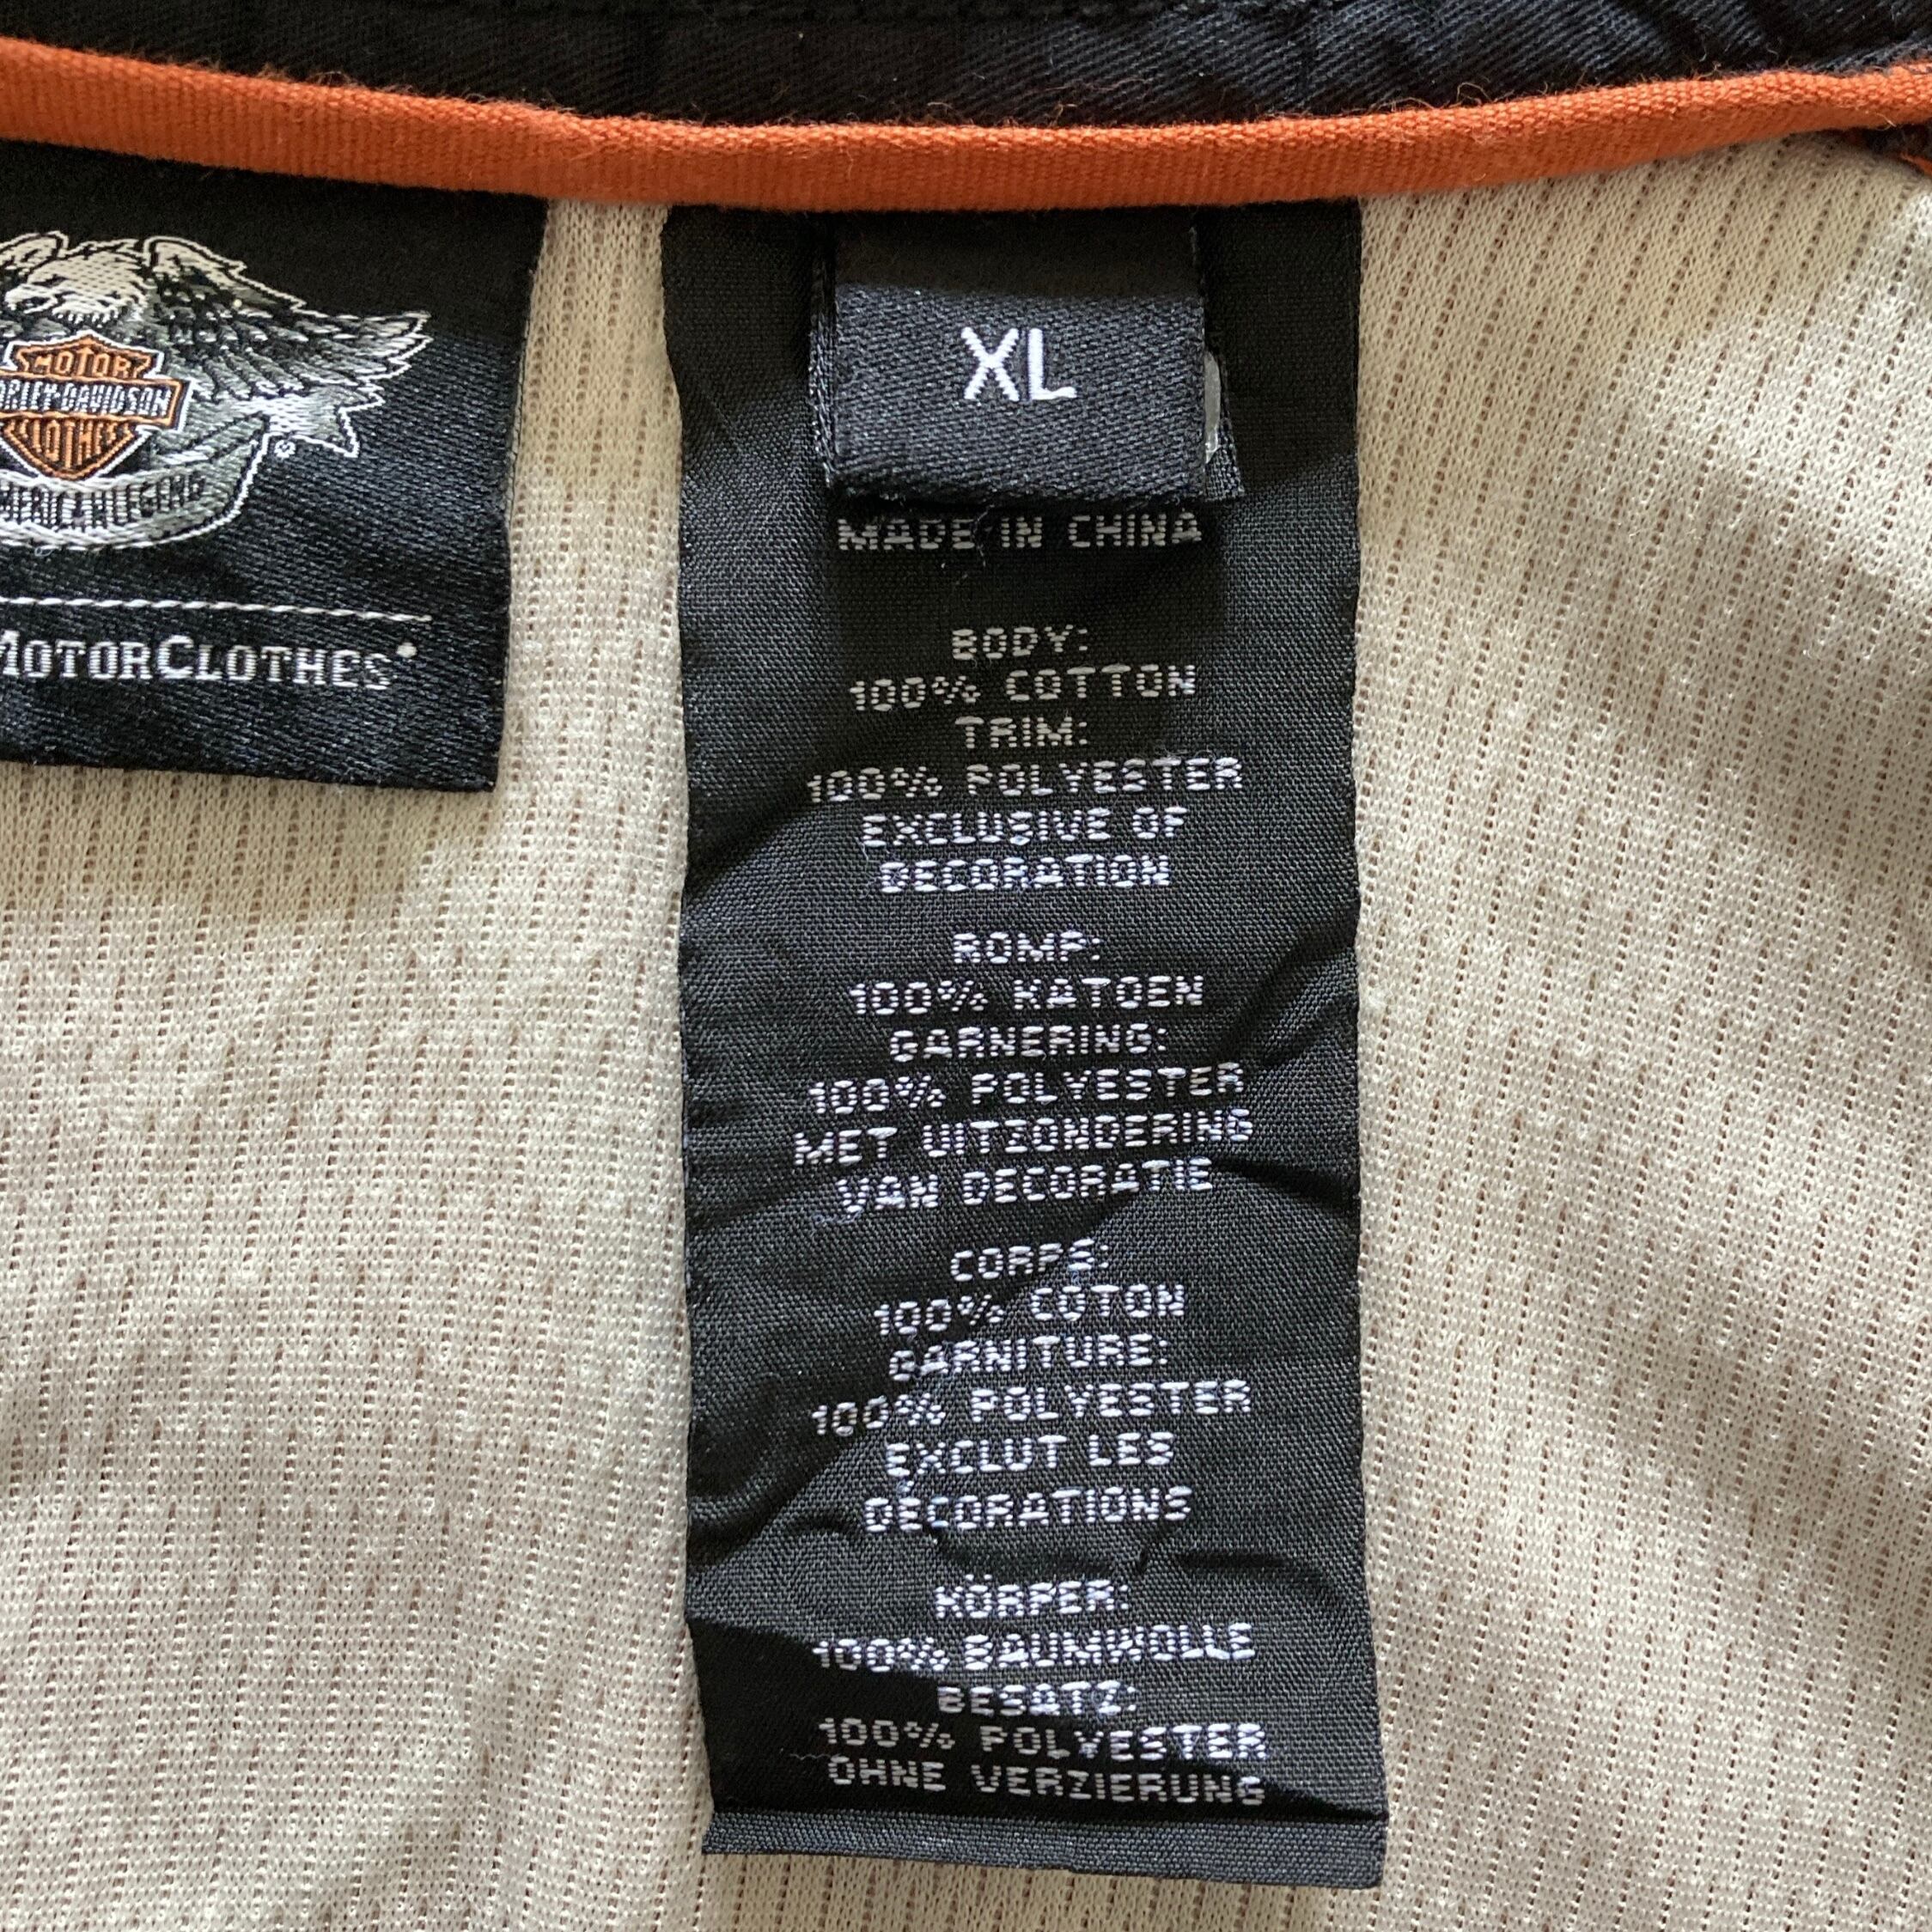 MOTOR
HARLEY-DAVIDSON
CLOTHES
AMERICAN LEGEND
®
MOTORCLOTHES®
XL
MADE IN CHINA
BODY:
100% COTTON
TRIM:
100% POLYESTER
EXCLUSIVE OF
DECORATION
ROMP:
100% KATOEN
GARNERING:
100% POLYESTER
MET UITZONDERING
VAN DECORATIE
CORPS:
100% COTON
GARNITURE:
100% POLYESTER
EXCLUT LES
DECORATIONS
KÖRPER:
100% BAUMWOLLE
BESATZ:
100% POLYESTER
OHNE VERZIERUNG